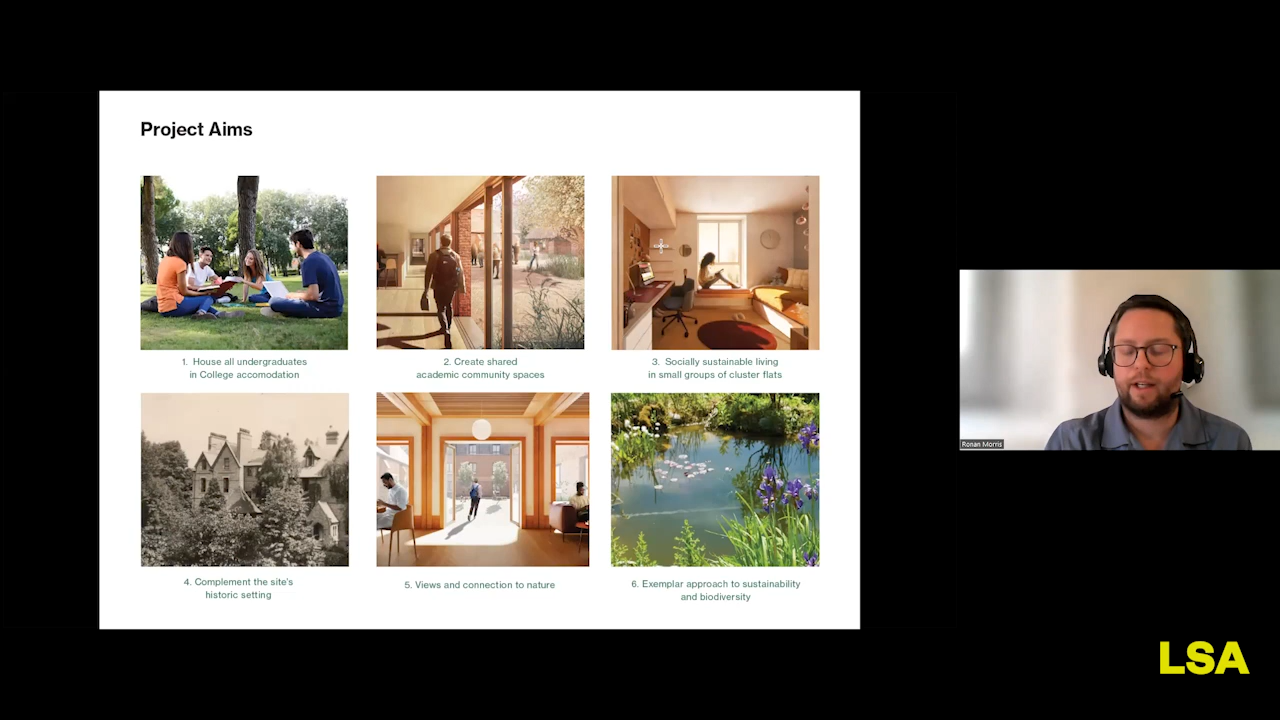 Project Aims
1. House all undergraduates
in College accomodation
2. Create shared
academic community spaces
3. Socially sustainable living
in small groups of cluster flats
4. Complement the site's
historic setting
5. Views and connection to nature
6. Exemplar approach to sustainability
and biodiversity
Ronan Morris
LSA